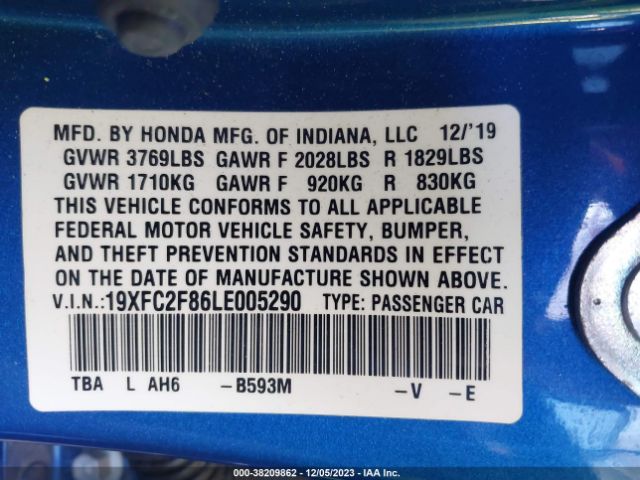 MFD. BY HONDA MFG. OF INDIANA, LLC 12/'19
GVWR 3769LBS GAWR F 2028LBS R 1829LBS
GVWR 1710KG GAWR F 920KG R 830KG
THIS VEHICLE CONFORMS TO ALL APPLICABLE
FEDERAL MOTOR VEHICLE SAFETY, BUMPER,
AND THEFT PREVENTION STANDARDS IN EFFECT
ON THE DATE OF MANUFACTURE SHOWN ABOVE.
V.I.N.:19XFC2F86LE005290 TYPE: PASSENGER CAR
TBA L AH6 –B593M –V –E
000-38209862 - 12/05/2023 - IAA Inc.